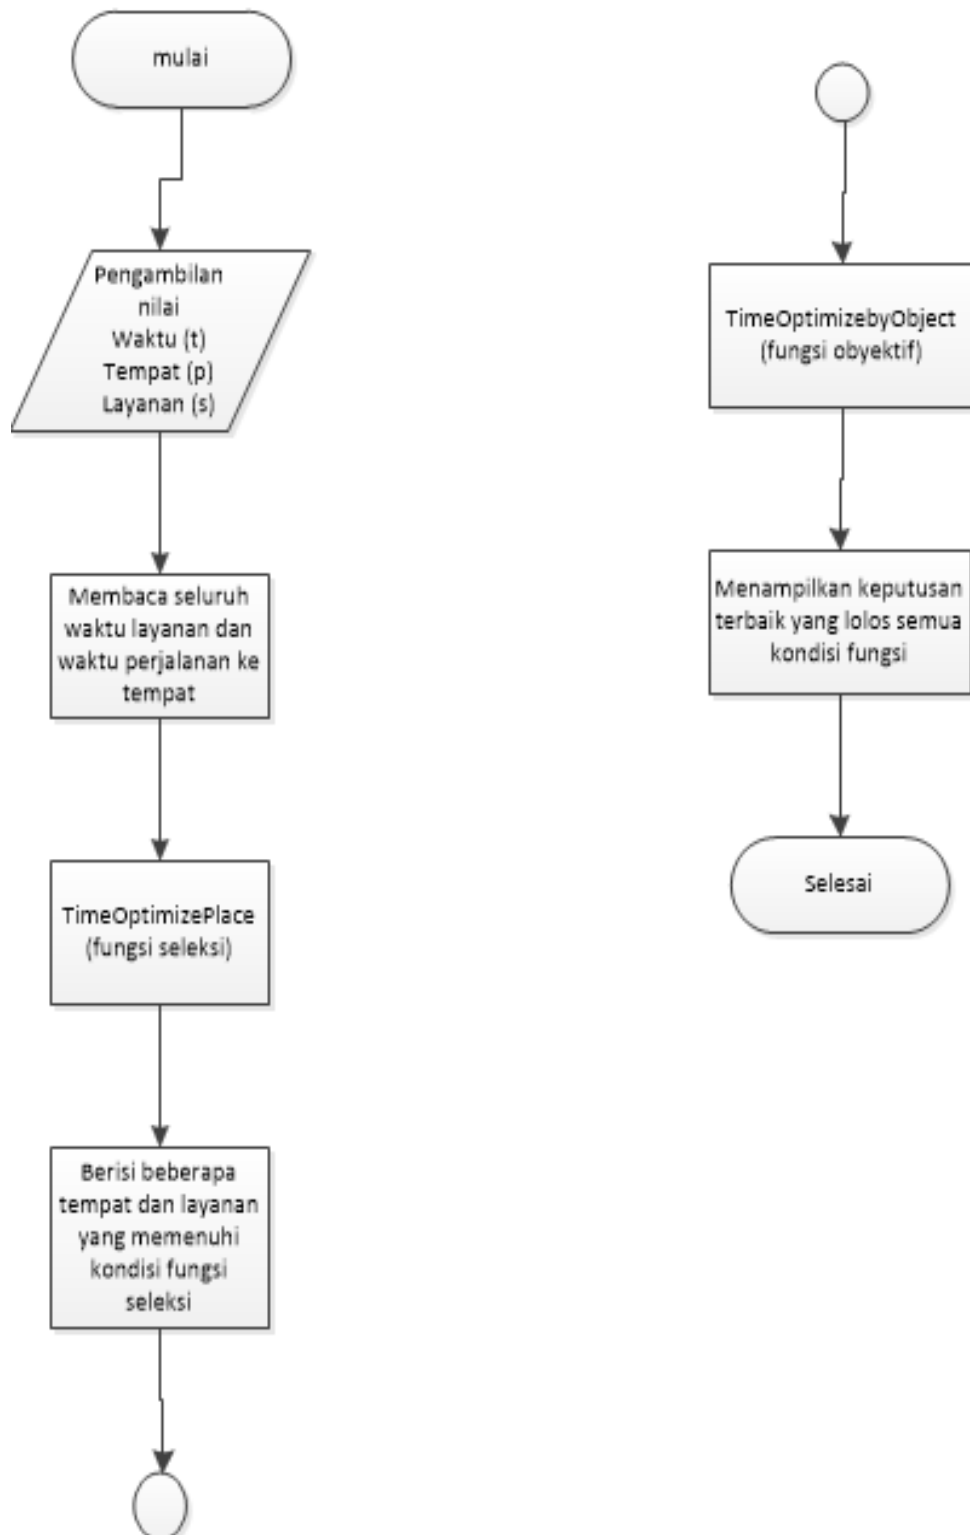 mulai
Pengambilan
nilai
Waktu (t)
Tempat (p)
Layanan (s)
Membaca seluruh
waktu layanan dan
waktu perjalanan ke
tempat
TimeOptimizePlace
(fungsi seleksi)
Berisi beberapa
tempat dan layanan
yang memenuhi
kondisi fungsi
seleksi
TimeOptimizebyObject
(fungsi obyektif)
Menampilkan keputusan
terbaik yang lolos semua
kondisi fungsi
Selesai